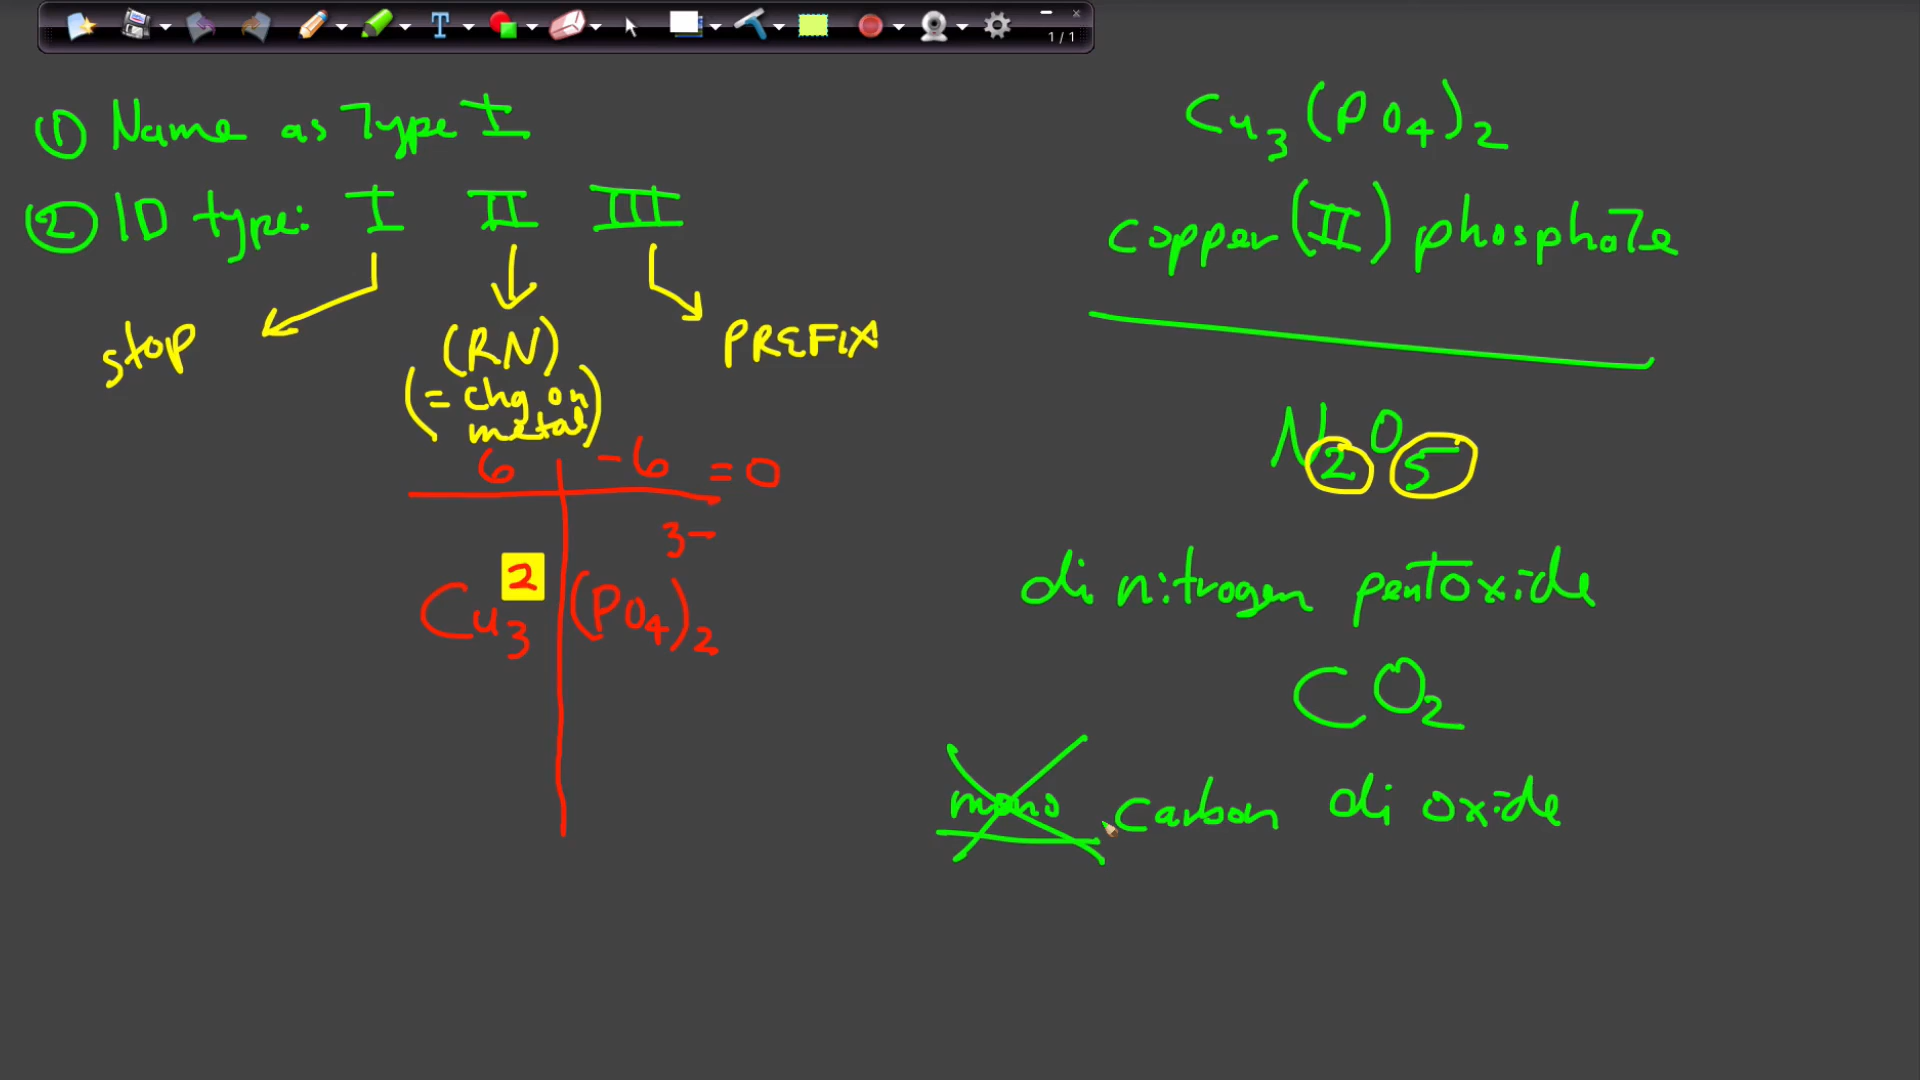 1/1
① Name as Type I
② ID type: I II III
stop
(RN)
(= chg on
metal)
PREFIX
6 -6 = 0
3-
2
Cu3 (PO4)2
Cu3(PO4)2
copper (II) phosphate
N2O5
di nitrogen pentoxide
CO2
mono carbon di oxide